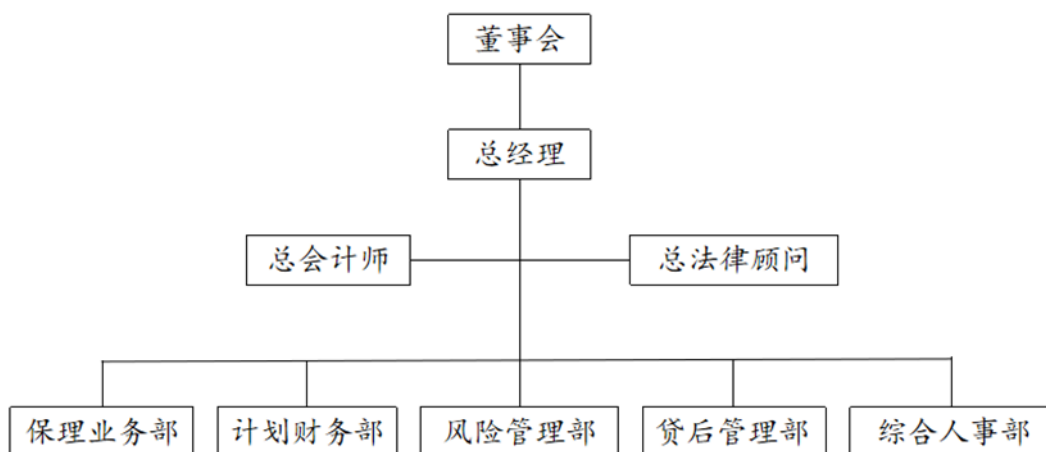 董事会
总经理
总会计师
总法律顾问
保理业务部
计划财务部
风险管理部
贷后管理部
综合人事部